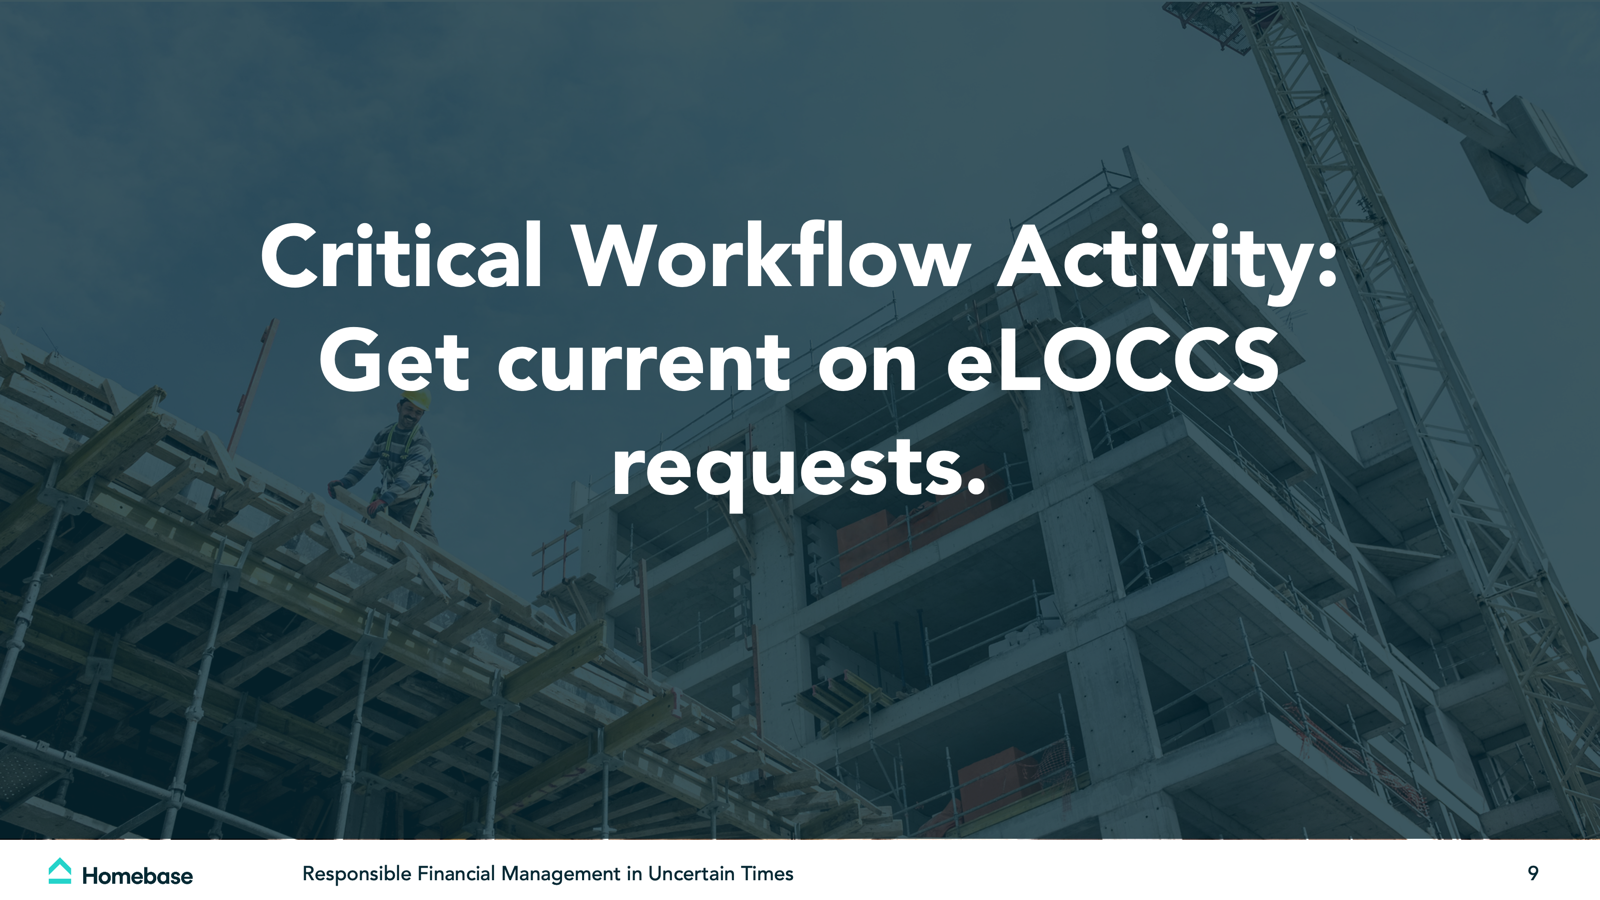 Critical Workflow Activity:
Get current on eLOCCS
requests.
Homebase
Responsible Financial Management in Uncertain Times
9